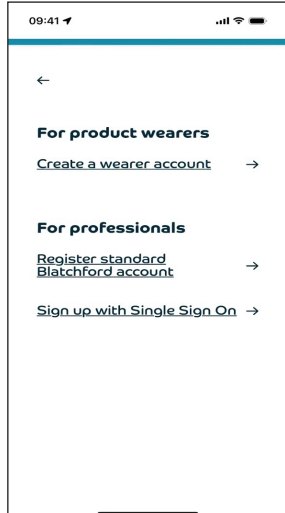 09:41
For product wearers
Create a wearer account
For professionals
Register standard
Blatchford account
Sign up with Single Sign On